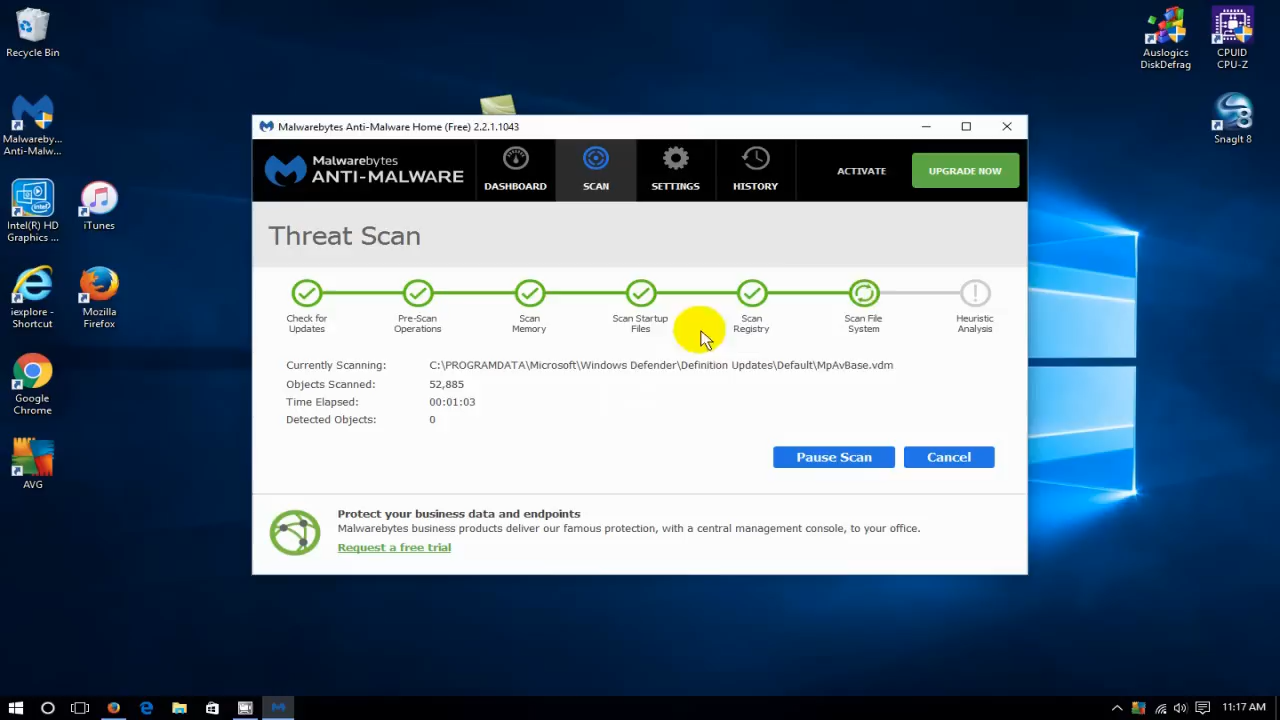 Recycle Bin
Malwareby...
Anti-Malw...
Intel(R) HD
Graphics ...
iTunes
iexplore -
Shortcut
Mozilla
Firefox
Google
Chrome
AVG
Auslogics
DiskDefrag
CPUID
CPU-Z
SnagIt 8
Malwarebytes Anti-Malware Home (Free) 2.2.1.1043
Malwarebytes
ANTI-MALWARE
DASHBOARD
SCAN
SETTINGS
HISTORY
ACTIVATE
UPGRADE NOW
Threat Scan
Check for
Updates
Pre-Scan
Operations
Scan
Memory
Scan Startup
Files
Scan
Registry
Scan File
System
Heuristic
Analysis
Currently Scanning: C:\PROGRAMDATA\Microsoft\Windows Defender\Definition Updates\Default\MpAvBase.vdm
Objects Scanned: 52,885
Time Elapsed: 00:01:03
Detected Objects: 0
Pause Scan
Cancel
Protect your business data and endpoints
Malwarebytes business products deliver our famous protection, with a central management console, to your office.
Request a free trial
11:17 AM